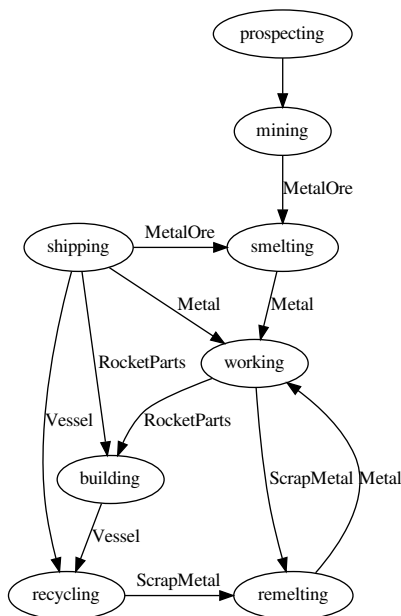 prospecting
mining
MetalOre
shipping
MetalOre
smelting
Metal
Metal
working
RocketParts
Vessel
RocketParts
building
ScrapMetal
Metal
Vessel
recycling
ScrapMetal
remelting